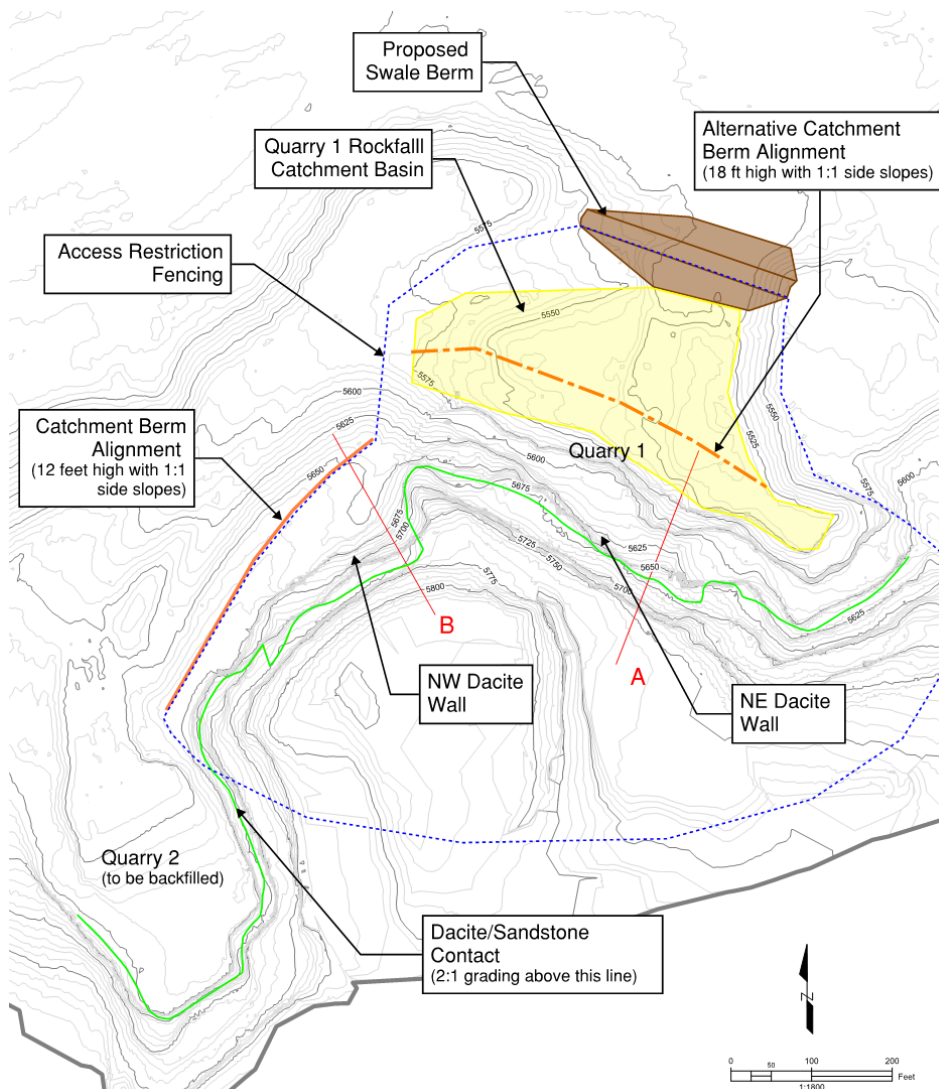 Proposed
Swale Berm
Alternative Catchment
Berm Alignment
(18 ft high with 1:1 side slopes)
Quarry 1 Rockfalll
Catchment Basin
5575
Access Restriction
Fencing
5550
5575
5600
5550
Catchment Berm
Alignment
(12 feet high with 1:1
side slopes)
5625
5650
Quarry 1
5525
5600
5600
5575
5675
5675
5700
5725
5750
5625
5650
5700
5775
5800
5625
B
A
NW Dacite
Wall
NE Dacite
Wall
Quarry 2
(to be backfilled)
Dacite/Sandstone
Contact
(2:1 grading above this line)
N
0 50 100 200
Feet
1:1800